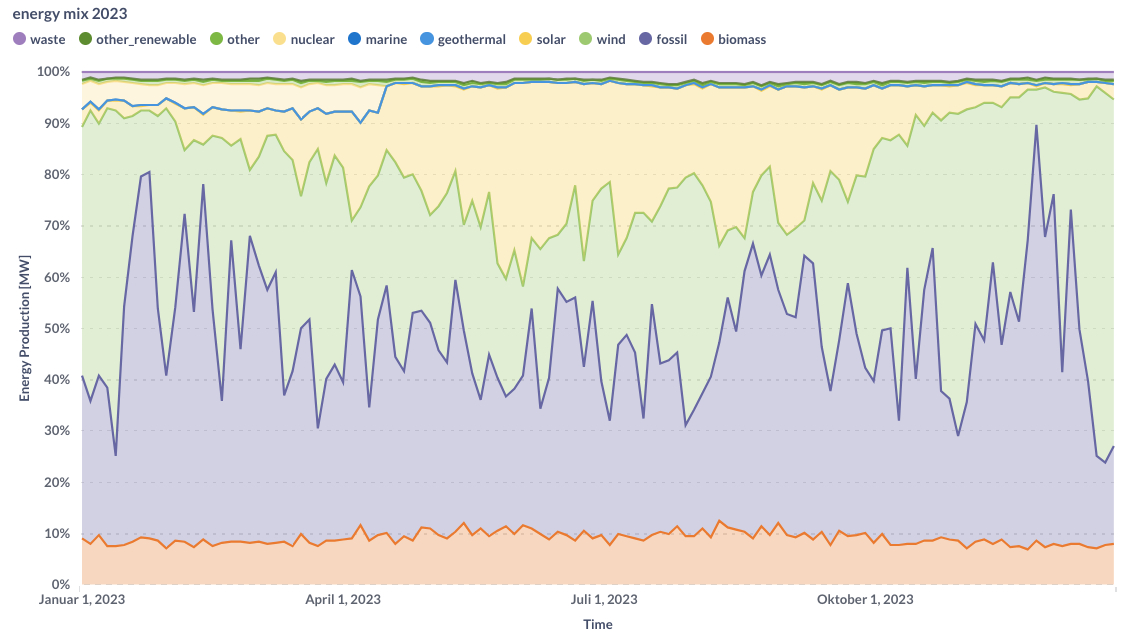 energy mix 2023
waste other_renewable other nuclear marine geothermal solar wind fossil biomass
100%
90%
80%
70%
60%
50%
40%
30%
20%
10%
0%
Energy Production [MW]
Januar 1, 2023 April 1, 2023 Juli 1, 2023 Oktober 1, 2023
Time